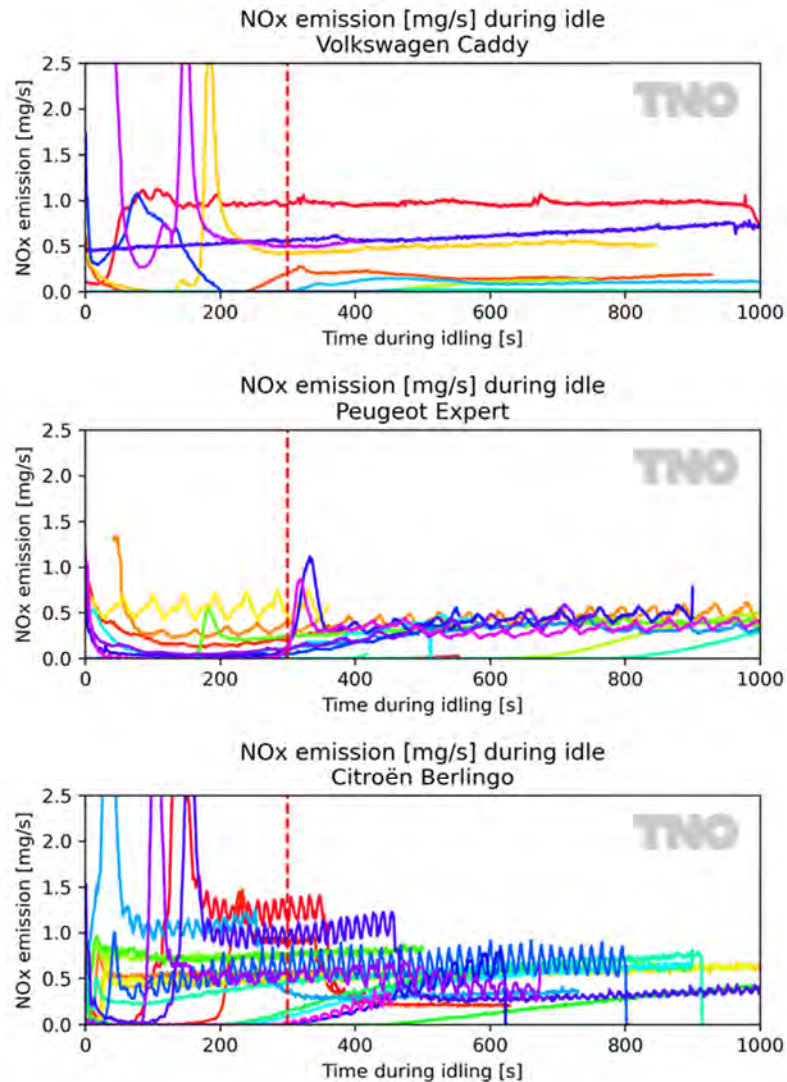 NOx emission [mg/s] during idle
Volkswagen Caddy
TNO
NOx emission [mg/s]
2.5
2.0
1.5
1.0
0.5
0.0
0 200 400 600 800 1000
Time during idling [s]
NOx emission [mg/s] during idle
Peugeot Expert
TNO
NOx emission [mg/s]
2.5
2.0
1.5
1.0
0.5
0.0
0 200 400 600 800 1000
Time during idling [s]
NOx emission [mg/s] during idle
Citroën Berlingo
TNO
NOx emission [mg/s]
2.5
2.0
1.5
1.0
0.5
0.0
0 200 400 600 800 1000
Time during idling [s]